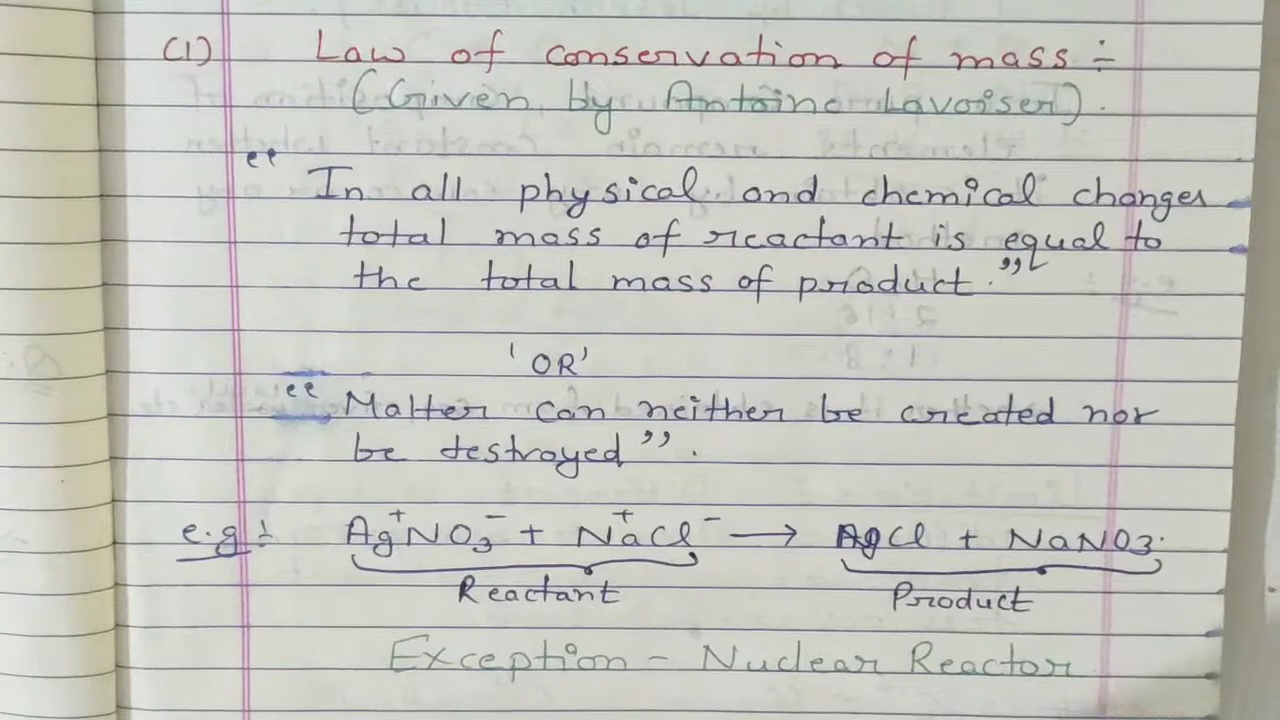 (1) Law of conservation of mass ÷
(Given by Antoine Lavoiser).
“ In all physical and chemical changes
total mass of reactant is equal to
the total mass of product.”
'OR'
“ Matter can neither be created nor
be destroyed ”.
e.g :- Ag⁺NO₃⁻ + Na⁺Cl⁻ → AgCl + NaNO₃.
Reactant Product
Exception – Nuclear Reactor